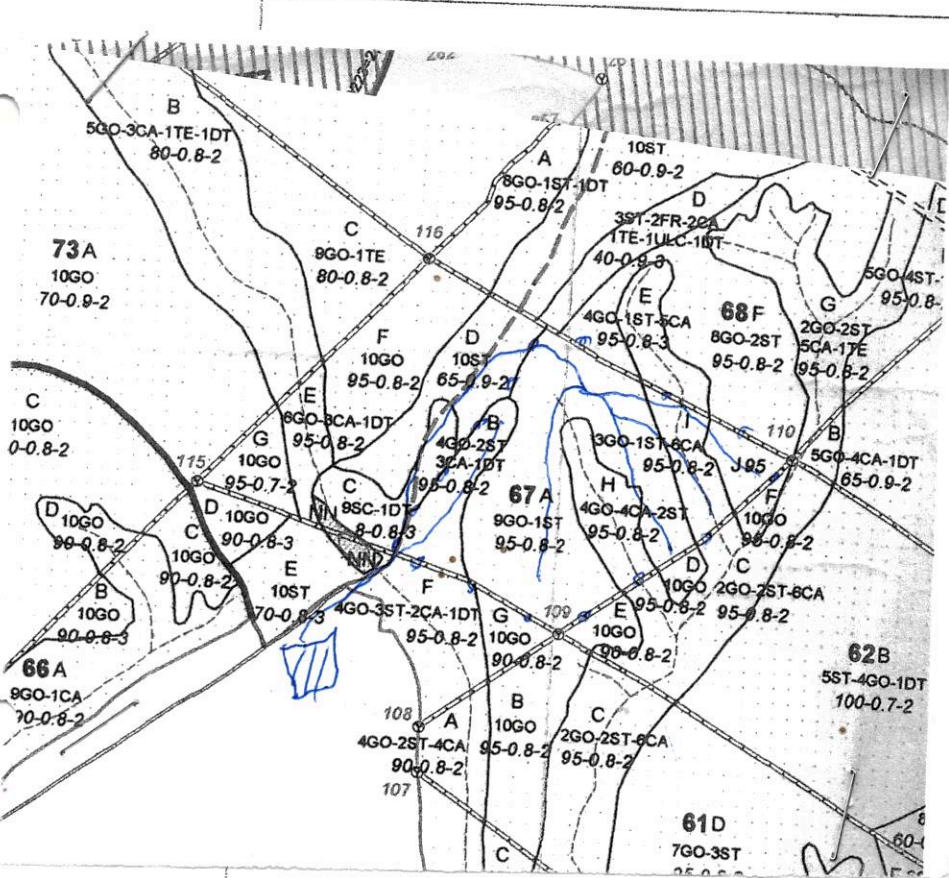 B
5GO-3CA-1TE-1DT
80-0.8-2
A
8GO-1ST-1DT
95-0.8-2
10ST
60-0.9-2
D
3ST-2FR-2CA
1TE-1ULC-1DT
40-0.9-3
116
C
9GO-1TE
80-0.8-2
73A
10GO
70-0.9-2
5GO-4ST-
95-0.8-
E
4GO-1ST-5CA
95-0.8-3
68F
8GO-2ST
95-0.8-2
G
2GO-2ST
5CA-1TE
95-0.8-2
F
10GO
95-0.8-2
D
10ST
65-0.9-2
C
10GO
0-0.8-2
E
6GO-3CA-1DT
95-0.8-2
B
4GO-2ST
3CA-1DT
95-0.8-2
3GO-1ST-6CA
95-0.8-2
J95
110
B
5GO-4CA-1DT
65-0.9-2
115
G
10GO
95-0.7-2
C
9SC-1DT
8-0.8-3
67A
9GO-1ST
95-0.8-2
H
4GO-4CA-2ST
95-0.8-2
F
10GO
95-0.8-2
D
10GO
90-0.8-2
D
10GO
90-0.8-3
C
10GO
90-0.8-2
NN
NN
E
10ST
70-0.8-3
B
10GO
90-0.8-3
F
4GO-3ST-2CA-1DT
95-0.8-2
D
10GO
95-0.8-2
C
2GO-2ST-6CA
95-0.8-2
G
10GO
90-0.8-2
109
E
10GO
90-0.8-2
66A
9GO-1CA
62B
5ST-4GO-1DT
100-0.7-2
108
A
4GO-2ST-4CA
90-0.8-2
B
10GO
95-0.8-2
C
2GO-2ST-6CA
95-0.8-2
107
61D
7GO-3ST
C